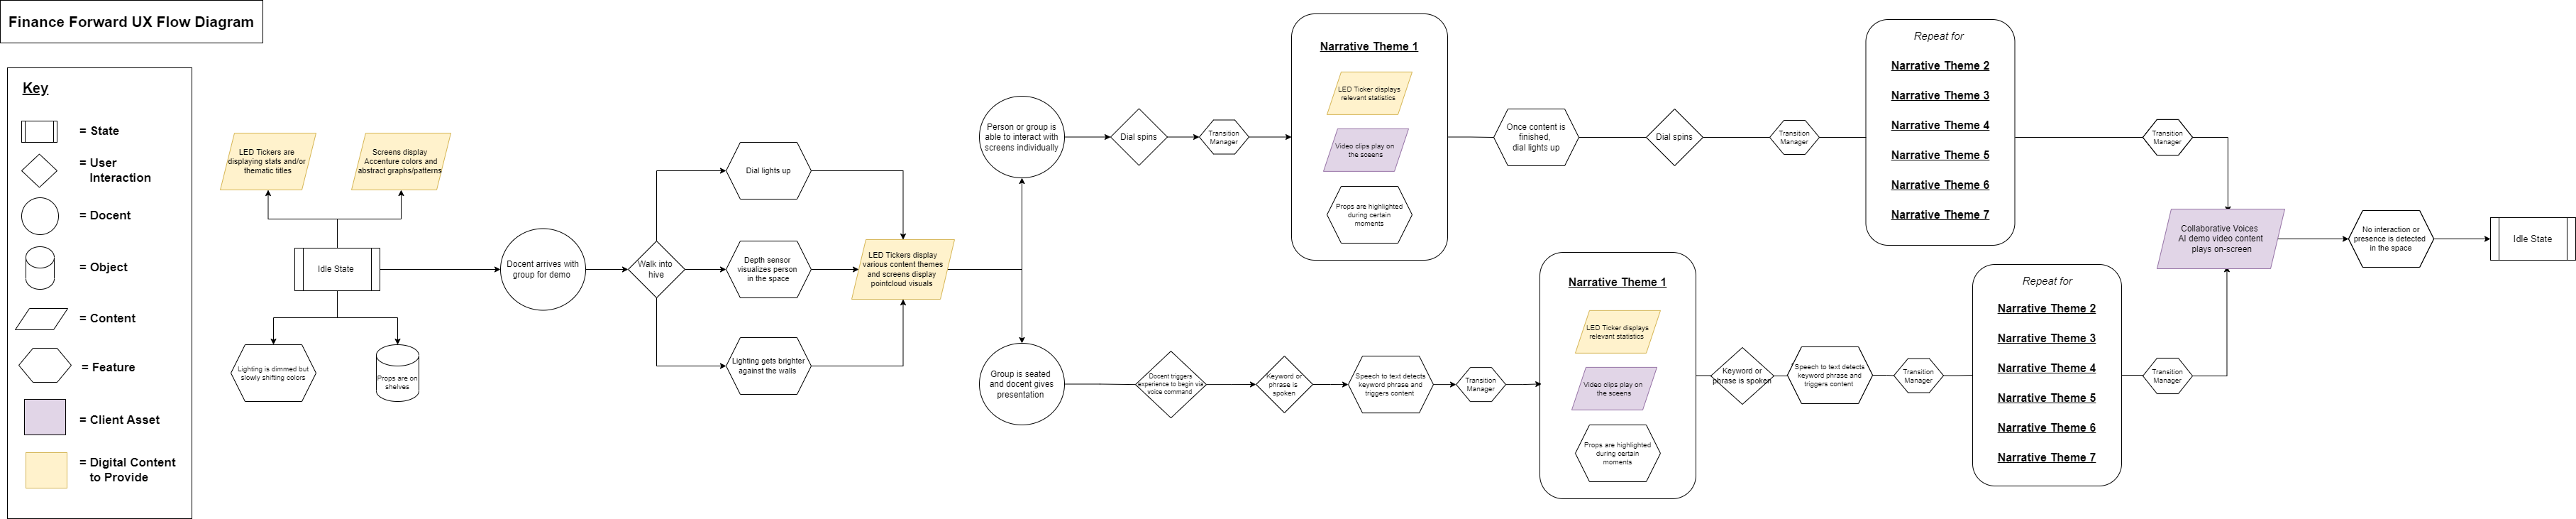 Finance Forward UX Flow Diagram
Key
= State
= User
Interaction
= Docent
= Object
= Content
= Feature
= Client Asset
= Digital Content
to Provide
LED Tickers are
displaying stats and/or
thematic titles
Screens display
Accenture colors and
abstract graphs/patterns
Idle State
Lighting is dimmed but
slowly shifting colors
Props are on
shelves
Docent arrives with
group for demo
Walk into
hive
Dial lights up
Depth sensor
visualizes person
in the space
Lighting gets brighter
against the walls
LED Tickers display
various content themes
and screens display
pointcloud visuals
Person or group is
able to interact with
screens individually
Dial spins
Transition
Manager
Narrative Theme 1
LED Ticker displays
relevant statistics
Video clips play on
the sceens
Props are highlighted
during certain
moments
Once content is
finished,
dial lights up
Dial spins
Transition
Manager
Repeat for
Narrative Theme 2
Narrative Theme 3
Narrative Theme 4
Narrative Theme 5
Narrative Theme 6
Narrative Theme 7
Transition
Manager
Group is seated
and docent gives
presentation
Docent triggers
experience to begin via
voice command
Keyword or
phrase is
spoken
Speech to text detects
keyword phrase and
triggers content
Transition
Manager
Narrative Theme 1
LED Ticker displays
relevant statistics
Video clips play on
the sceens
Props are highlighted
during certain
moments
Keyword or
phrase is spoken
Speech to text detects
keyword phrase and
triggers content
Transition
Manager
Repeat for
Narrative Theme 2
Narrative Theme 3
Narrative Theme 4
Narrative Theme 5
Narrative Theme 6
Narrative Theme 7
Transition
Manager
Collaborative Voices
AI demo video content
plays on-screen
No interaction or
presence is detected
in the space
Idle State